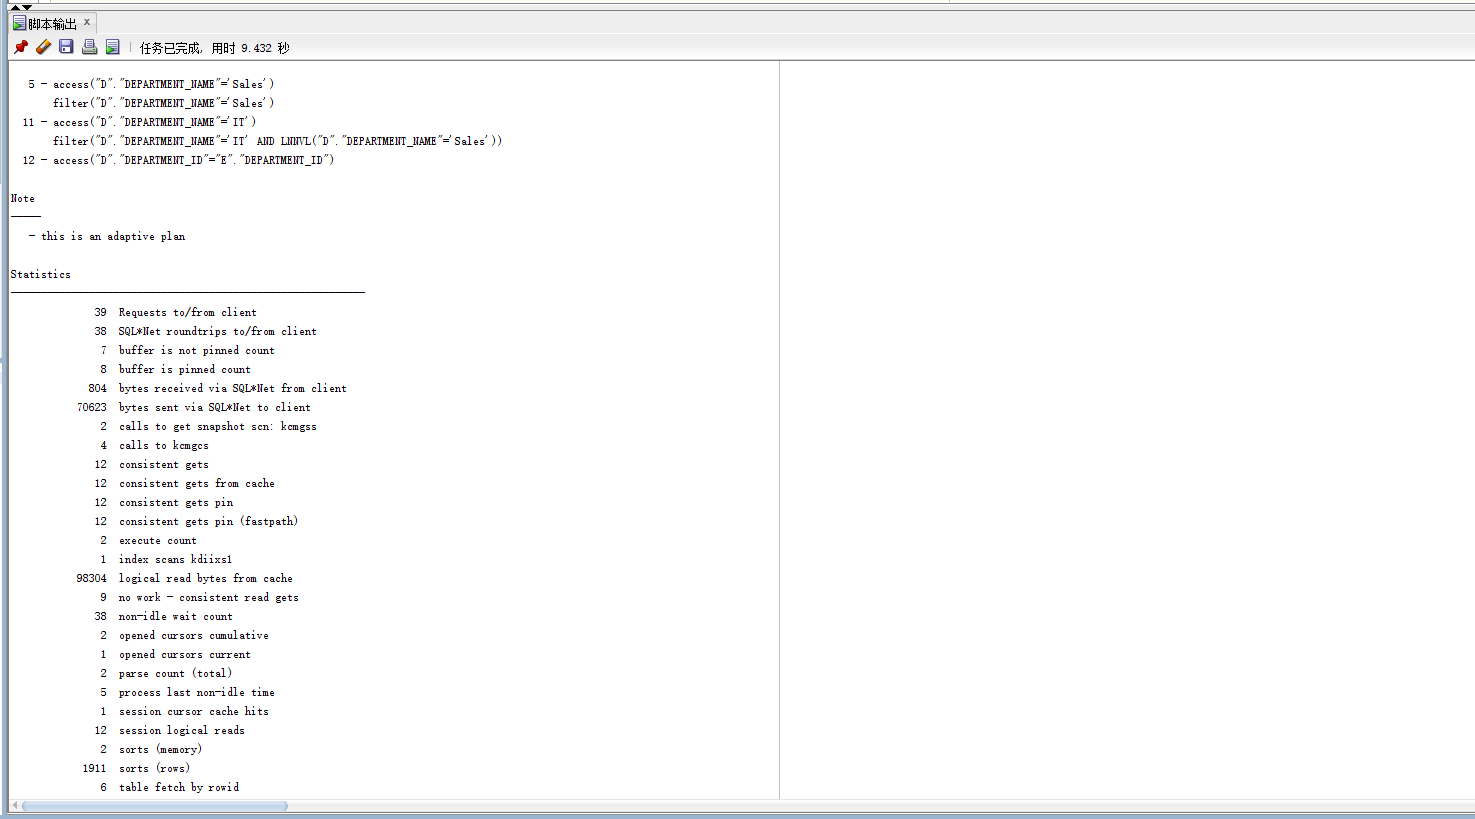 脚本输出 x
任务已完成, 用时 9.432 秒
5 - access("D"."DEPARTMENT_NAME"='Sales')
filter("D"."DEPARTMENT_NAME"='Sales')
11 - access("D"."DEPARTMENT_NAME"='IT')
filter("D"."DEPARTMENT_NAME"='IT' AND LNNVL("D"."DEPARTMENT_NAME"='Sales'))
12 - access("D"."DEPARTMENT_ID"="E"."DEPARTMENT_ID")
Note
-----
- this is an adaptive plan
Statistics
-----------------------------------------------------------
39 Requests to/from client
38 SQL*Net roundtrips to/from client
7 buffer is not pinned count
8 buffer is pinned count
804 bytes received via SQL*Net from client
70623 bytes sent via SQL*Net to client
2 calls to get snapshot scn: kcmgss
4 calls to kcmgcs
12 consistent gets
12 consistent gets from cache
12 consistent gets pin
12 consistent gets pin (fastpath)
2 execute count
1 index scans kdiixs1
98304 logical read bytes from cache
9 no work - consistent read gets
38 non-idle wait count
2 opened cursors cumulative
1 opened cursors current
2 parse count (total)
5 process last non-idle time
1 session cursor cache hits
12 session logical reads
2 sorts (memory)
1911 sorts (rows)
6 table fetch by rowid